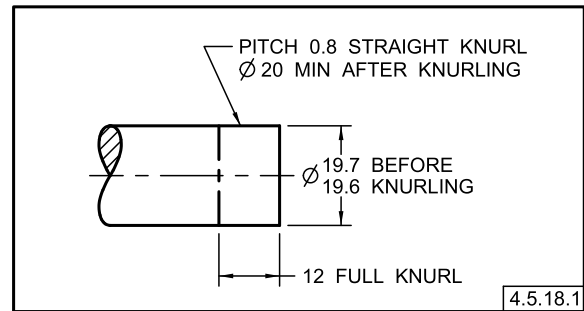 PITCH 0.8 STRAIGHT KNURL
∅ 20 MIN AFTER KNURLING
∅ 19.7 BEFORE
19.6 KNURLING
12 FULL KNURL
4.5.18.1